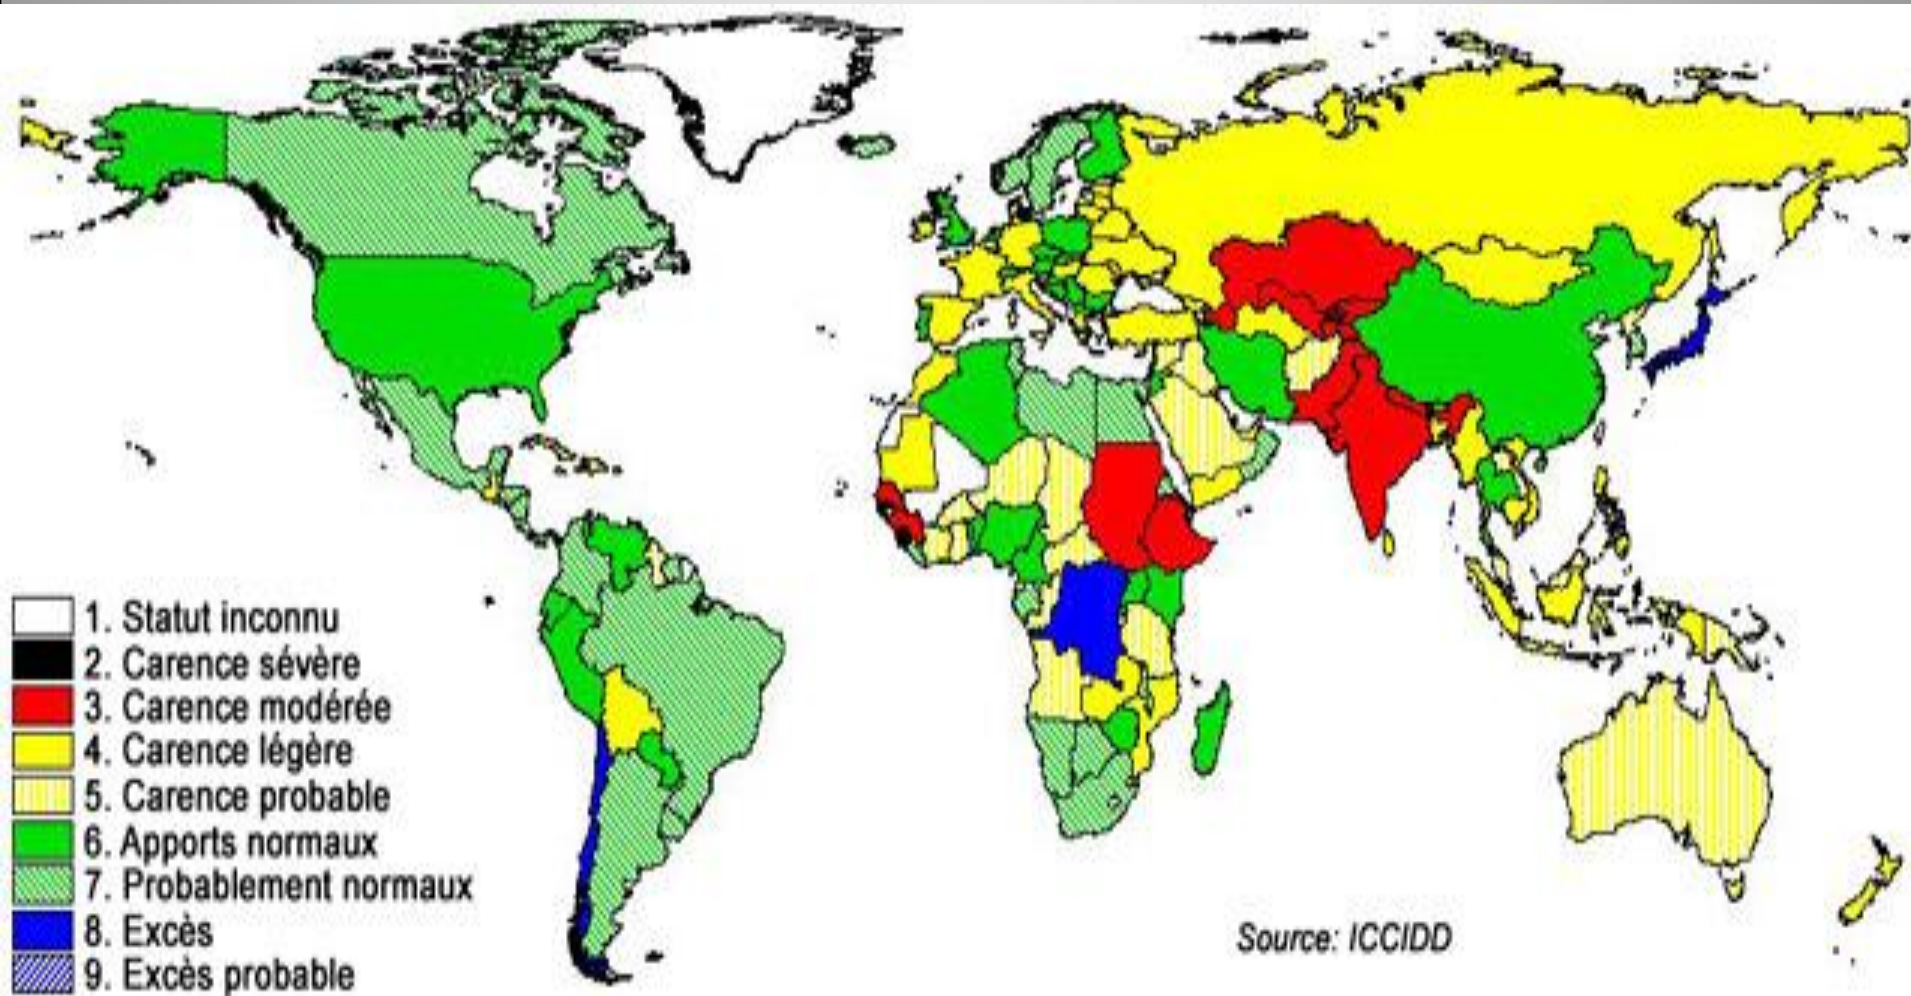 1. Statut inconnu
2. Carence sévère
3. Carence modérée
4. Carence légère
5. Carence probable
6. Apports normaux
7. Probablement normaux
8. Excès
9. Excès probable
Source: ICCIDD